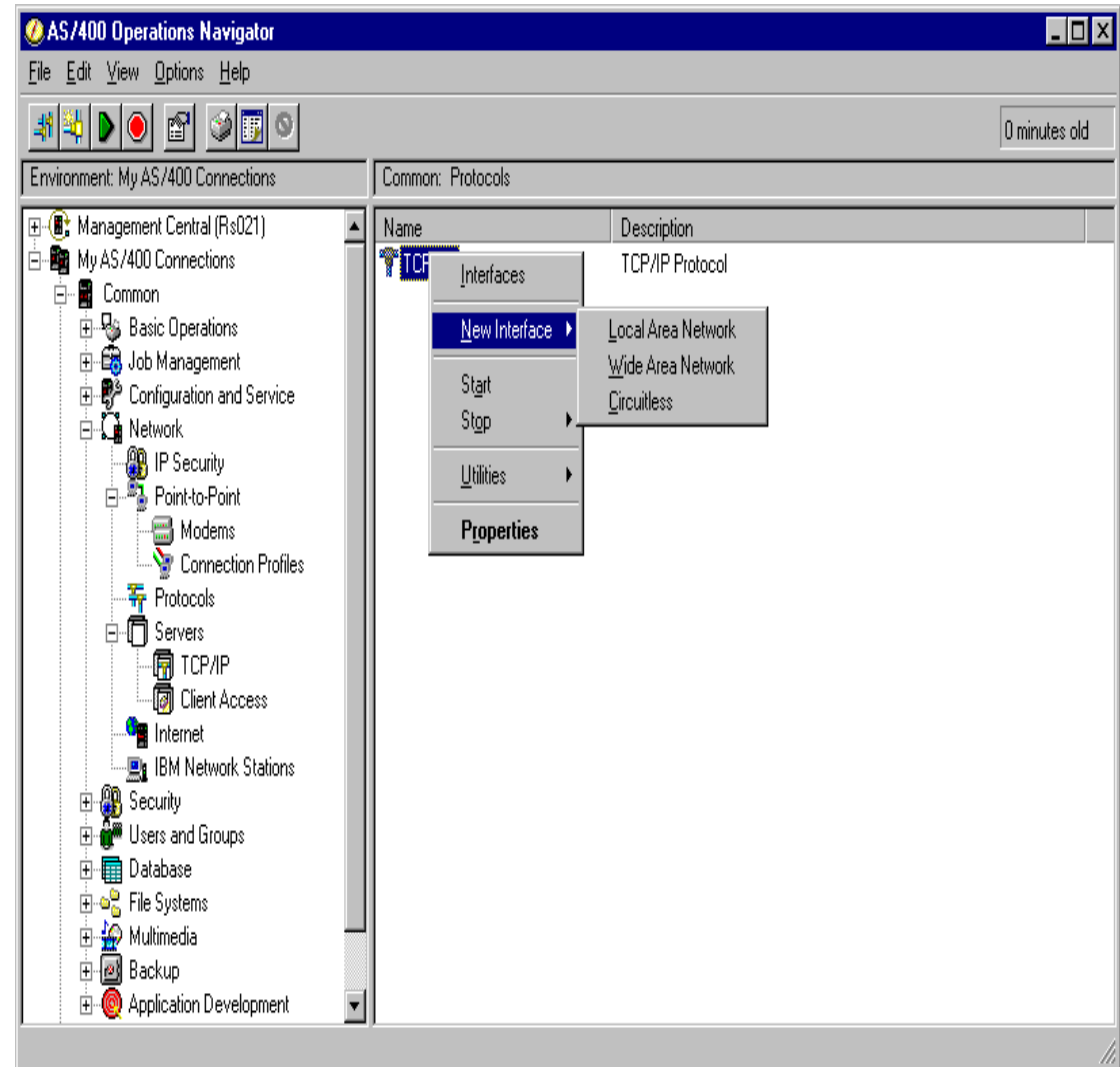 AS/400 Operations Navigator
File Edit View Options Help
0 minutes old
Environment: My AS/400 Connections
Common: Protocols
Management Central (Rs021)
My AS/400 Connections
Common
Basic Operations
Job Management
Configuration and Service
Network
IP Security
Point-to-Point
Modems
Connection Profiles
Protocols
Servers
TCP/IP
Client Access
Internet
IBM Network Stations
Security
Users and Groups
Database
File Systems
Multimedia
Backup
Application Development
Name Description
TCP/IP Protocol
Interfaces
New Interface
Start
Stop
Utilities
Properties
Local Area Network
Wide Area Network
Circuitless